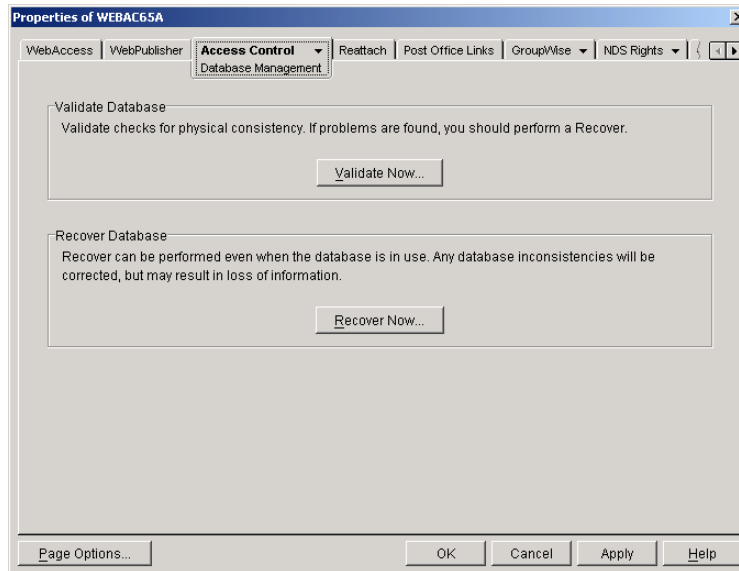 Properties of WEBAC65A
WebAccess WebPublisher Access Control Reattach Post Office Links GroupWise NDS Rights
Database Management
Validate Database
Validate checks for physical consistency. If problems are found, you should perform a Recover.
Validate Now...
Recover Database
Recover can be performed even when the database is in use. Any database inconsistencies will be
corrected, but may result in loss of information.
Recover Now...
Page Options... OK Cancel Apply Help